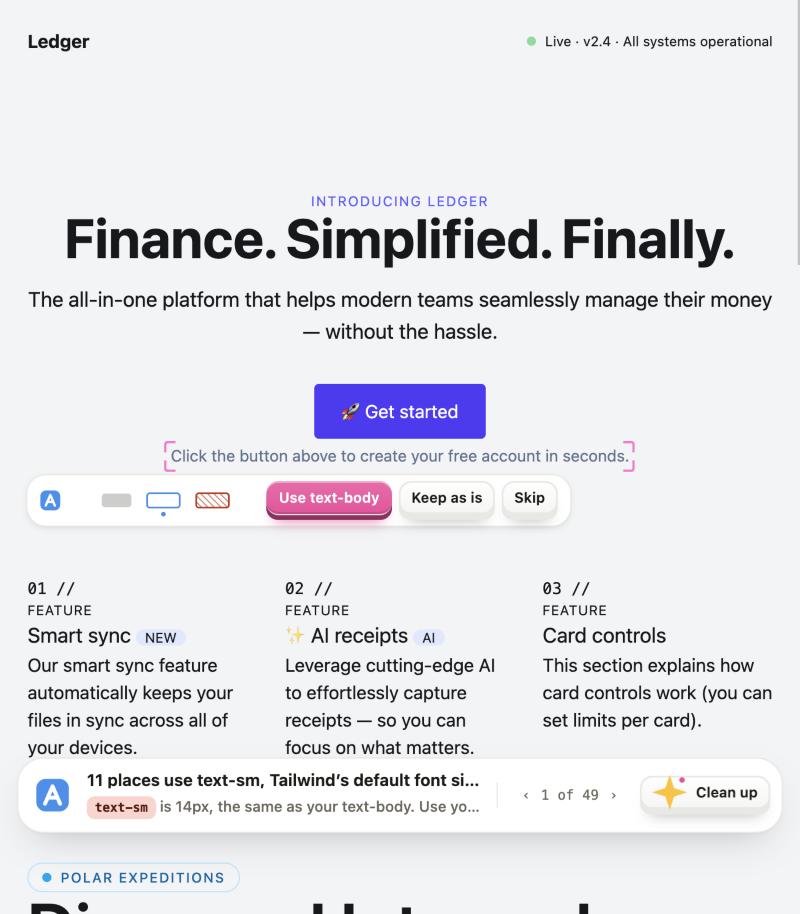 Ledger
Live · v2.4 · All systems operational
INTRODUCING LEDGER
Finance. Simplified. Finally.
The all-in-one platform that helps modern teams seamlessly manage their money
— without the hassle.
🚀 Get started
Click the button above to create your free account in seconds.
A
Use text-body
Keep as is
Skip
01 //
FEATURE
Smart sync NEW
Our smart sync feature
automatically keeps your
files in sync across all of
your devices.
02 //
FEATURE
✨ AI receipts AI
Leverage cutting-edge AI
to effortlessly capture
receipts — so you can
focus on what matters.
03 //
FEATURE
Card controls
This section explains how
card controls work (you can
set limits per card).
A
11 places use text-sm, Tailwind’s default font si…
text-sm is 14px, the same as your text-body. Use yo…
‹ 1 of 49 ›
Clean up
POLAR EXPEDITIONS